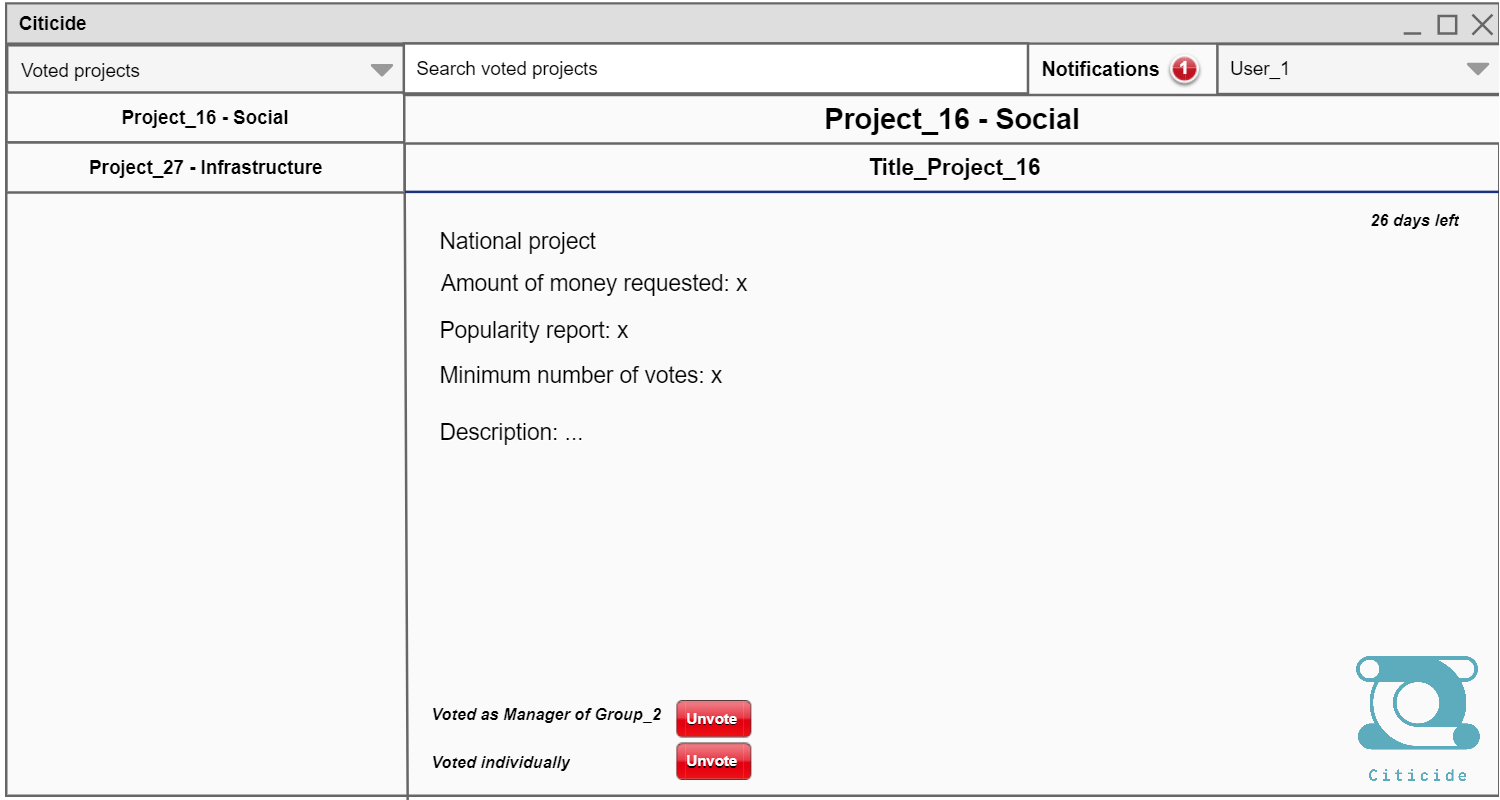 Citicide
Voted projects
Search voted projects
Notifications 1
User_1
Project_16 - Social
Project_27 - Infrastructure
Project_16 - Social
Title_Project_16
26 days left
National project
Amount of money requested: x
Popularity report: x
Minimum number of votes: x
Description: ...
Voted as Manager of Group_2 Unvote
Voted individually Unvote
Citicide